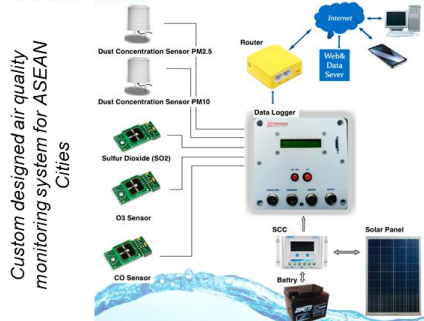 Custom designed air quality
monitoring system for ASEAN
Cities
Dust Concentration Sensor PM2.5
Dust Concentration Sensor PM10
Sulfur Dioxide (SO2)
O3 Sensor
CO Sensor
Router
Internet
Web&
Data
Sever
Data Logger
SCC
Battry
Solar Panel